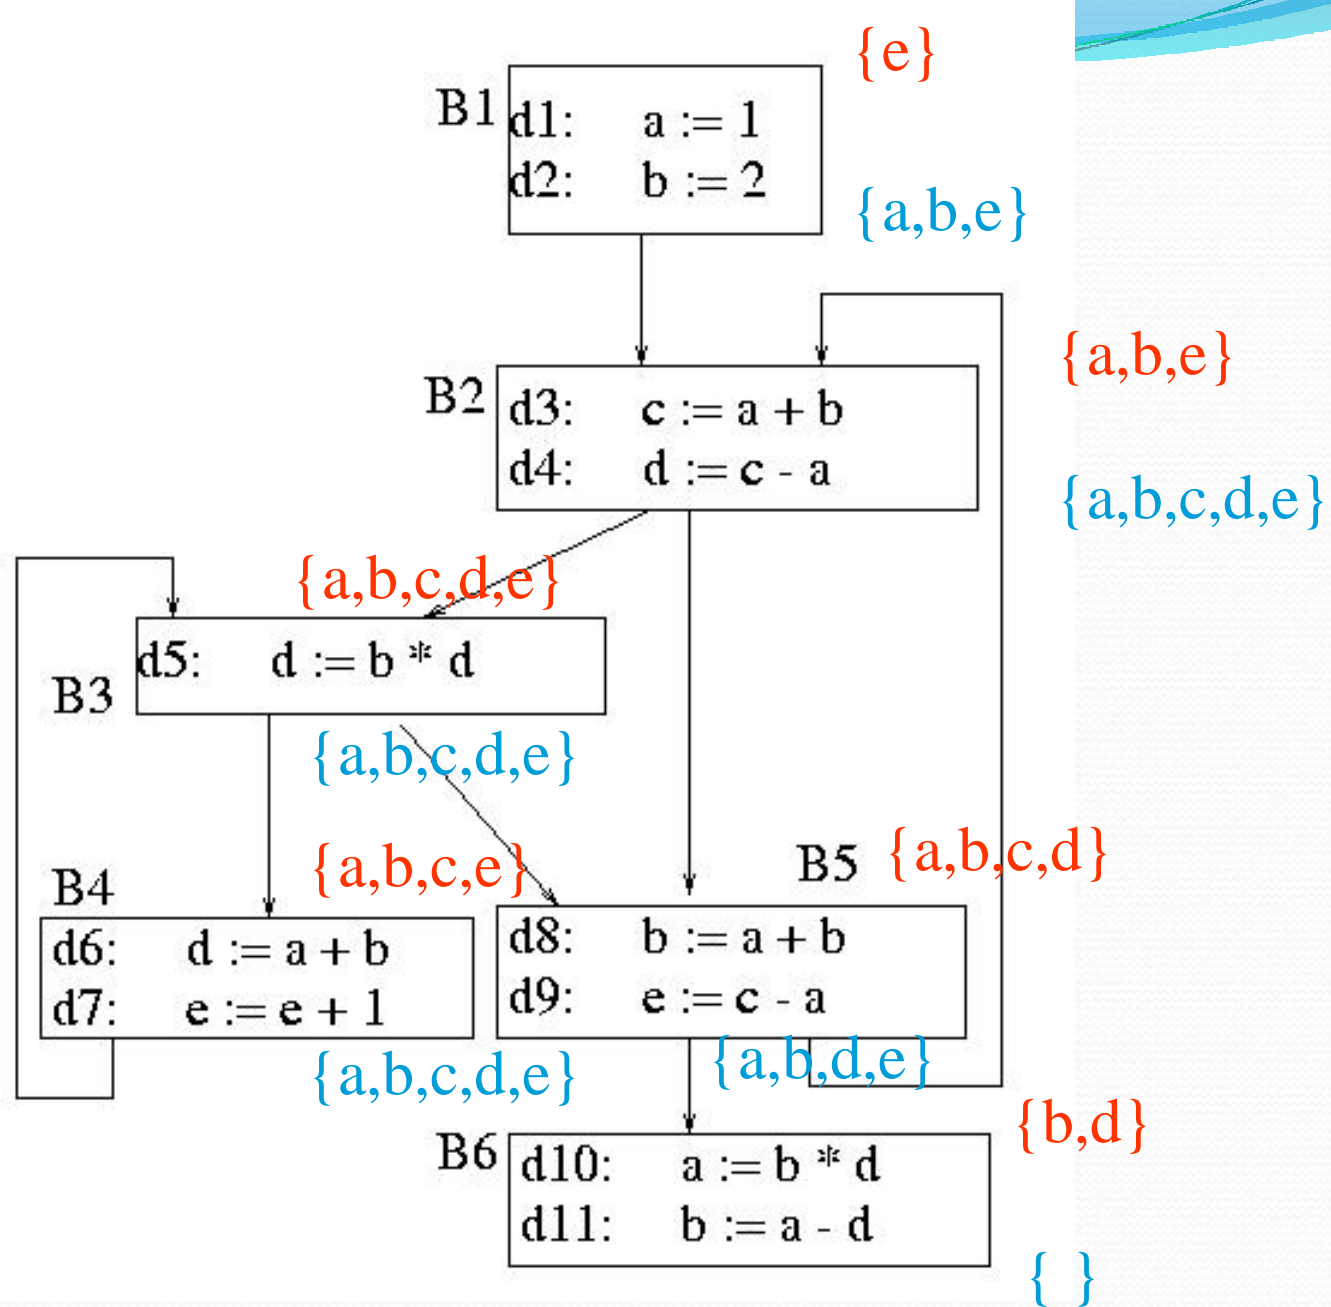 {e}
B1
d1: a := 1
d2: b := 2
{a,b,e}
{a,b,e}
B2
d3: c := a + b
d4: d := c - a
{a,b,c,d,e}
{a,b,c,d,e}
d5: d := b * d
B3
{a,b,c,d,e}
{a,b,c,e}
B5
{a,b,c,d}
B4
d6: d := a + b
d7: e := e + 1
d8: b := a + b
d9: e := c - a
{a,b,c,d,e}
{a,b,d,e}
{b,d}
B6
d10: a := b * d
d11: b := a - d
{ }